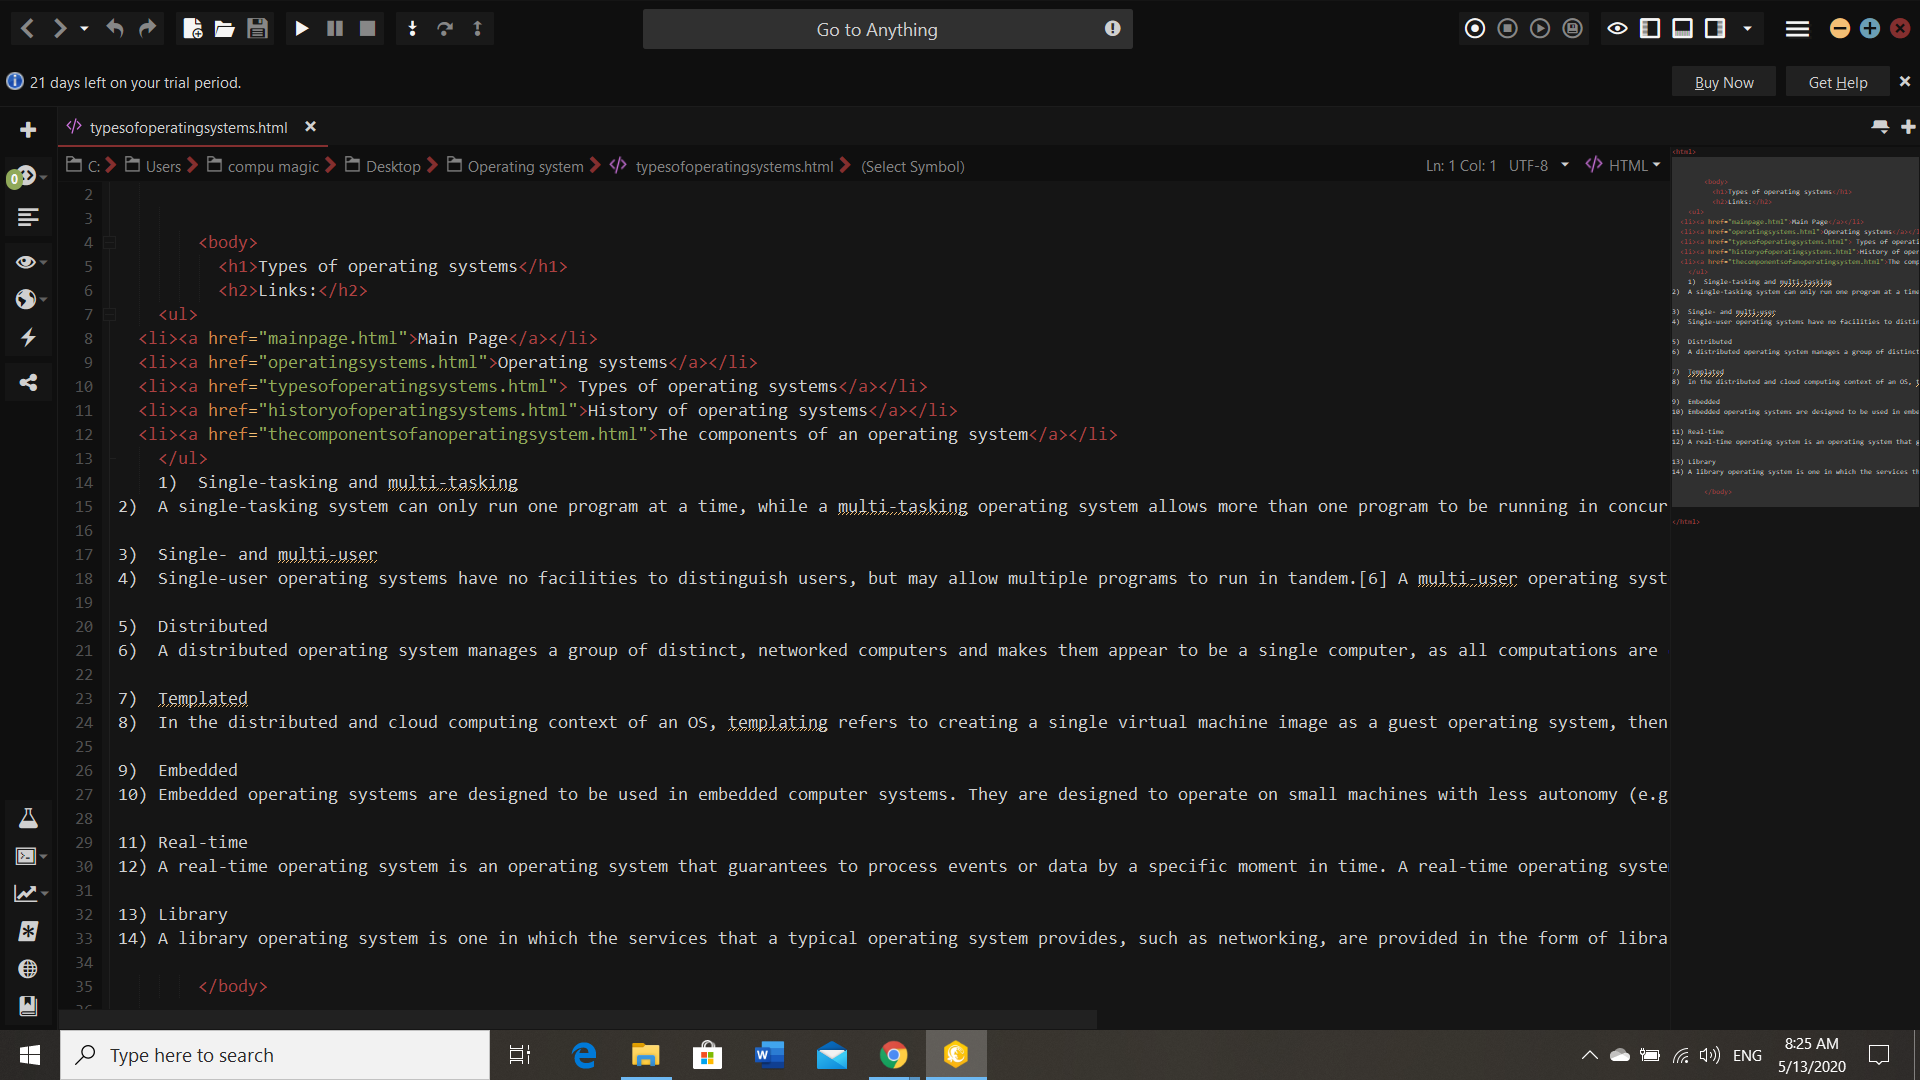 Go to Anything
21 days left on your trial period.
Buy Now
Get Help
typesofoperatingsystems.html
C:
Users
compu magic
Desktop
Operating system
typesofoperatingsystems.html
(Select Symbol)
Ln: 1 Col: 1
UTF-8
HTML
0
2
3
4 <body>
5 <h1>Types of operating systems</h1>
6 <h2>Links:</h2>
7 <ul>
8 <li><a href="mainpage.html">Main Page</a></li>
9 <li><a href="operatingsystems.html">Operating systems</a></li>
10 <li><a href="typesofoperatingsystems.html"> Types of operating systems</a></li>
11 <li><a href="historyofoperatingsystems.html">History of operating systems</a></li>
12 <li><a href="thecomponentsofanoperatingsystem.html">The components of an operating system</a></li>
13 </ul>
14 1) Single-tasking and multi-tasking
15 2) A single-tasking system can only run one program at a time, while a multi-tasking operating system allows more than one program to be running in concur
16
17 3) Single- and multi-user
18 4) Single-user operating systems have no facilities to distinguish users, but may allow multiple programs to run in tandem.[6] A multi-user operating syst
19
20 5) Distributed
21 6) A distributed operating system manages a group of distinct, networked computers and makes them appear to be a single computer, as all computations are
22
23 7) Templated
24 8) In the distributed and cloud computing context of an OS, templating refers to creating a single virtual machine image as a guest operating system, then
25
26 9) Embedded
27 10) Embedded operating systems are designed to be used in embedded computer systems. They are designed to operate on small machines with less autonomy (e.g
28
29 11) Real-time
30 12) A real-time operating system is an operating system that guarantees to process events or data by a specific moment in time. A real-time operating syste
31
32 13) Library
33 14) A library operating system is one in which the services that a typical operating system provides, such as networking, are provided in the form of libra
34
35 </body>
Type here to search
ENG
8:25 AM
5/13/2020